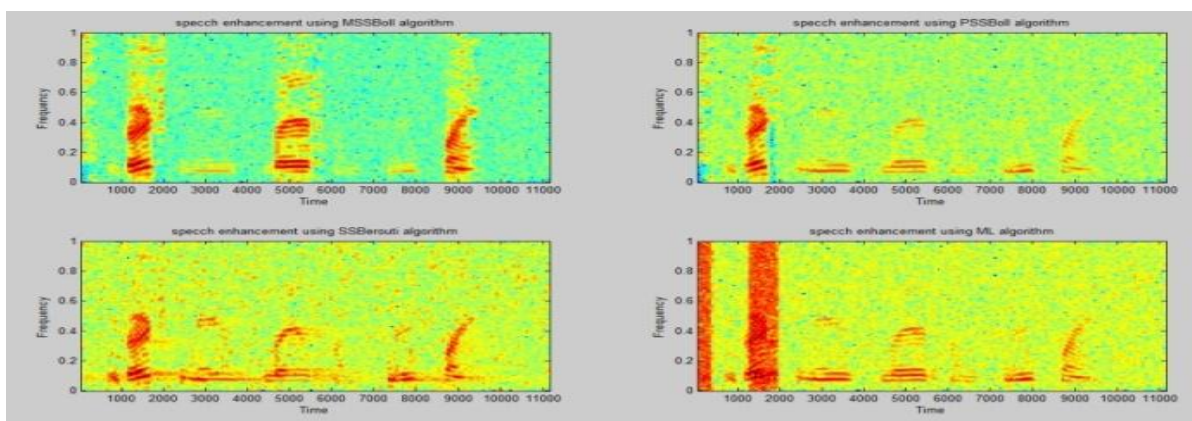 specch enhancement using MSSBoll algorithm
1
0.8
0.6
0.4
0.2
0
Frequency
1000 2000 3000 4000 5000 6000 7000 8000 9000 10000 11000
Time
specch enhancement using PSSBoll algorithm
1
0.8
0.6
0.4
0.2
0
Frequency
1000 2000 3000 4000 5000 6000 7000 8000 9000 10000 11000
Time
specch enhancement using SSBerouti algorithm
1
0.8
0.6
0.4
0.2
0
Frequency
1000 2000 3000 4000 5000 6000 7000 8000 9000 10000 11000
Time
specch enhancement using ML algorithm
1
0.8
0.6
0.4
0.2
0
Frequency
1000 2000 3000 4000 5000 6000 7000 8000 9000 10000 11000
Time